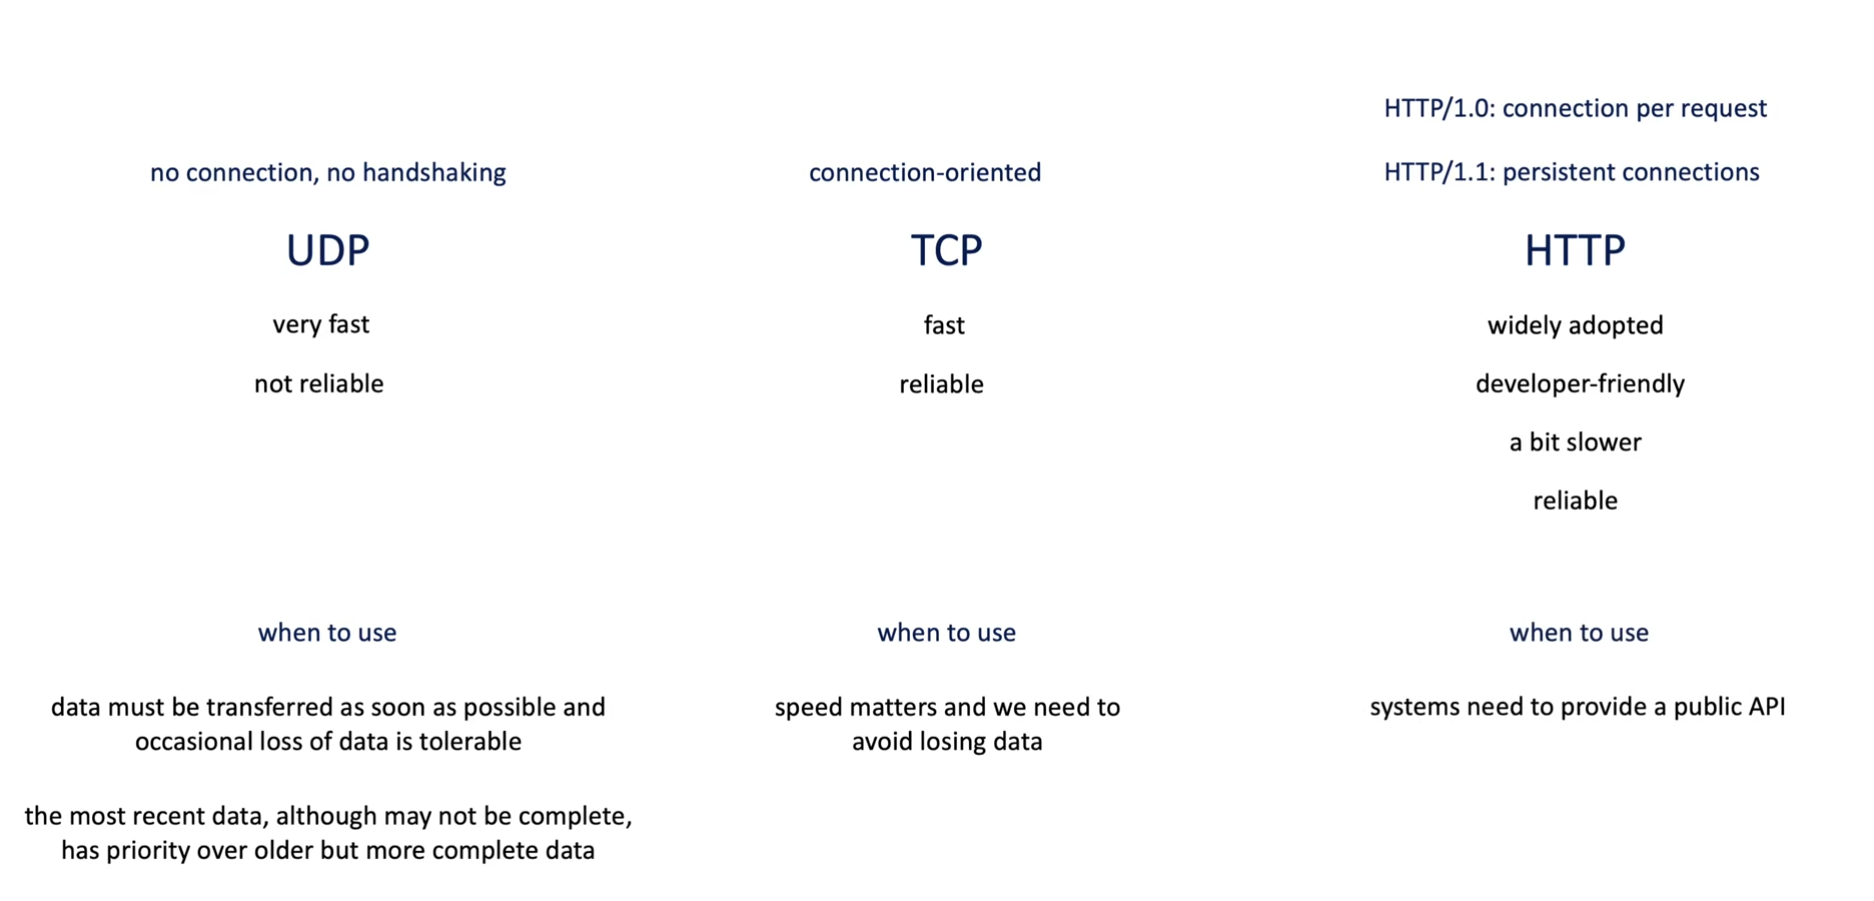 no connection, no handshaking
UDP
very fast
not reliable
when to use
data must be transferred as soon as possible and
occasional loss of data is tolerable
the most recent data, although may not be complete,
has priority over older but more complete data
connection-oriented
TCP
fast
reliable
when to use
speed matters and we need to
avoid losing data
HTTP/1.0: connection per request
HTTP/1.1: persistent connections
HTTP
widely adopted
developer-friendly
a bit slower
reliable
when to use
systems need to provide a public API